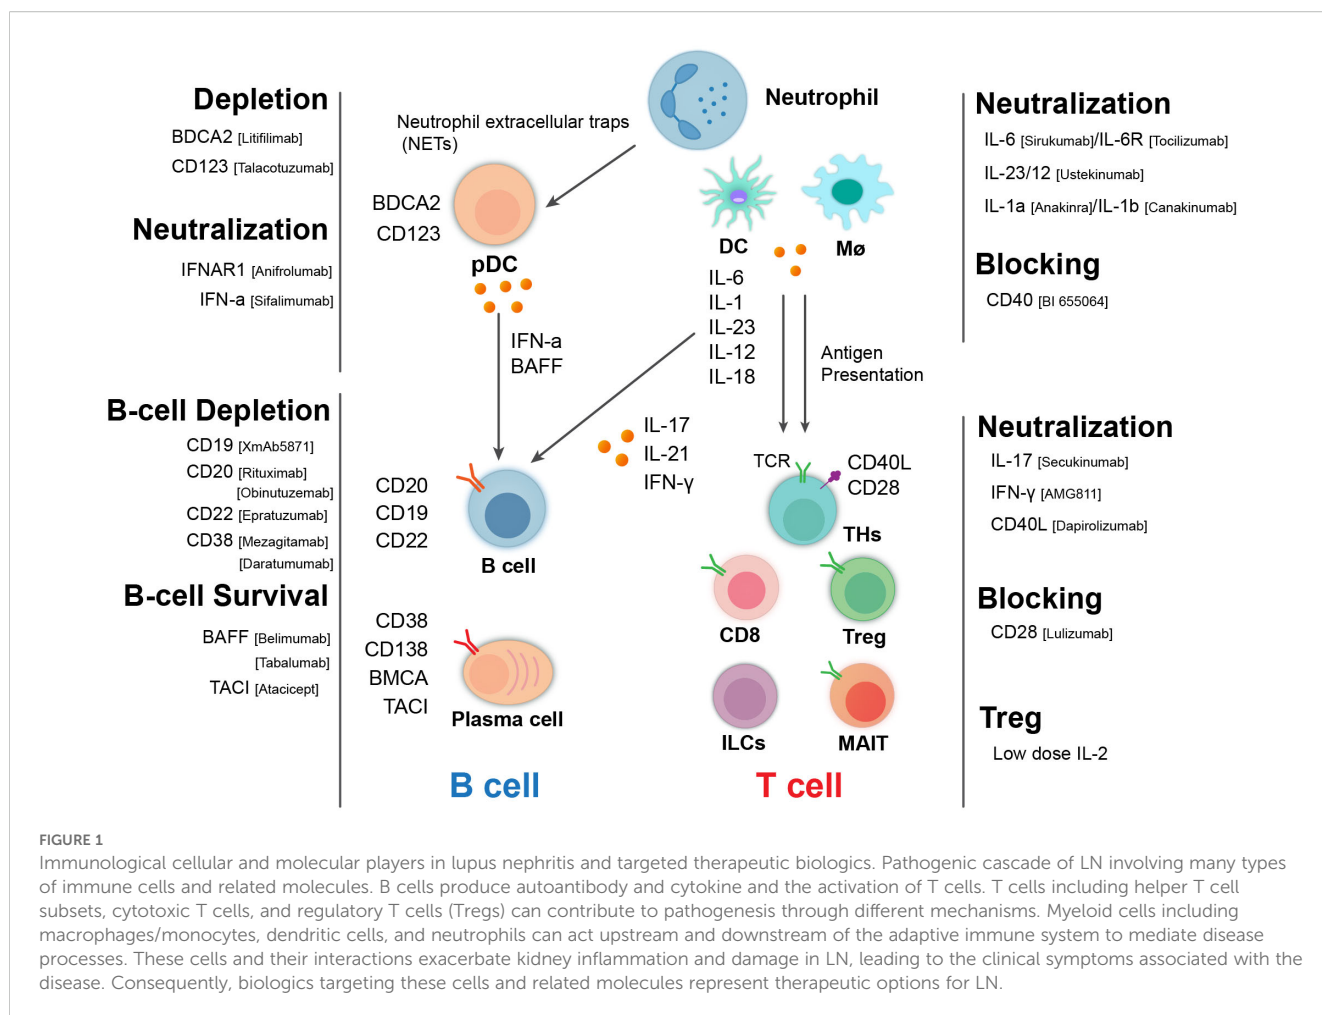 Depletion
BDCA2 [Litifilimab]
CD123 [Talacotuzumab]
Neutralization
IFNAR1 [Anifrolumab]
IFN-a [Sifalimumab]
B-cell Depletion
CD19 [XmAb5871]
CD20 [Rituximab]
[Obinutuzemab]
CD22 [Epratuzumab]
CD38 [Mezagitamab]
[Daratumumab]
B-cell Survival
BAFF [Belimumab]
[Tabalumab]
TACI [Atacicept]
Neutrophil
Neutrophil extracellular traps
(NETs)
BDCA2
CD123
pDC
DC
Mø
IL-6
IL-1
IL-23
IL-12
IL-18
IFN-a
BAFF
Antigen
Presentation
IL-17
IL-21
IFN-γ
TCR
CD40L
CD28
THs
CD20
CD19
CD22
B cell
CD8
Treg
CD38
CD138
BMCA
TACI
Plasma cell
ILCs
MAIT
B cell
T cell
Neutralization
IL-6 [Sirukumab]/IL-6R [Tocilizumab]
IL-23/12 [Ustekinumab]
IL-1a [Anakinra]/IL-1b [Canakinumab]
Blocking
CD40 [BI 655064]
Neutralization
IL-17 [Secukinumab]
IFN-γ [AMG811]
CD40L [Dapirolizumab]
Blocking
CD28 [Lulizumab]
Treg
Low dose IL-2
FIGURE 1
Immunological cellular and molecular players in lupus nephritis and targeted therapeutic biologics. Pathogenic cascade of LN involving many types
of immune cells and related molecules. B cells produce autoantibody and cytokine and the activation of T cells. T cells including helper T cell
subsets, cytotoxic T cells, and regulatory T cells (Tregs) can contribute to pathogenesis through different mechanisms. Myeloid cells including
macrophages/monocytes, dendritic cells, and neutrophils can act upstream and downstream of the adaptive immune system to mediate disease
processes. These cells and their interactions exacerbate kidney inflammation and damage in LN, leading to the clinical symptoms associated with the
disease. Consequently, biologics targeting these cells and related molecules represent therapeutic options for LN.